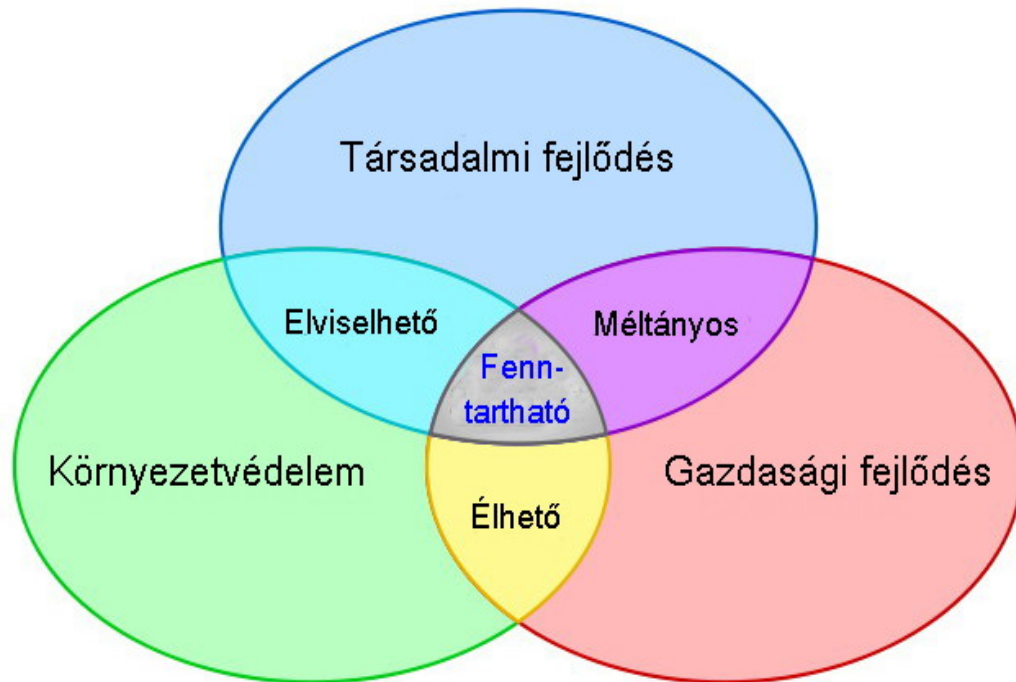 Társadalmi fejlődés
Elviselhető
Méltányos
Fenn-
tartható
Környezetvédelem
Gazdasági fejlődés
Élhető